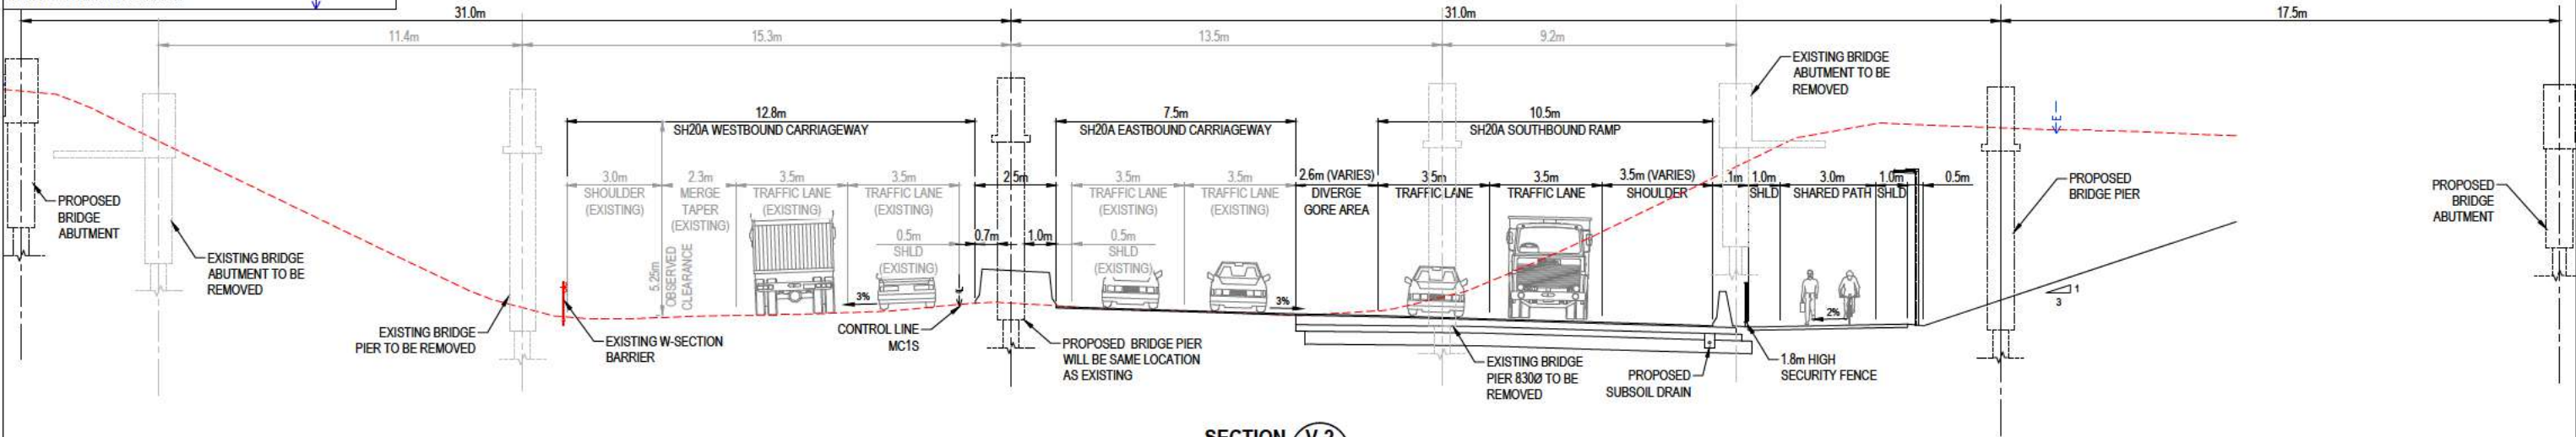 31.0m
31.0m
17.5m
11.4m
15.3m
13.5m
9.2m
EXISTING BRIDGE
ABUTMENT TO BE
REMOVED
12.8m
SH20A WESTBOUND CARRIAGEWAY
7.5m
SH20A EASTBOUND CARRIAGEWAY
10.5m
SH20A SOUTHBOUND RAMP
3.0m
SHOULDER
(EXISTING)
2.3m
MERGE
TAPER
(EXISTING)
3.5m
TRAFFIC LANE
(EXISTING)
3.5m
TRAFFIC LANE
(EXISTING)
2.5m
3.5m
TRAFFIC LANE
(EXISTING)
3.5m
TRAFFIC LANE
(EXISTING)
2.6m (VARIES)
DIVERGE
GORE AREA
3.5m
TRAFFIC LANE
3.5m
TRAFFIC LANE
3.5m (VARIES)
SHOULDER
1.0m
SHLD
3.0m
SHARED PATH
1.0m
SHLD
0.5m
PROPOSED
BRIDGE PIER
PROPOSED
BRIDGE
ABUTMENT
PROPOSED
BRIDGE
ABUTMENT
EXISTING BRIDGE
ABUTMENT TO BE
REMOVED
5.25m
OBSERVED
CLEARANCE
0.5m
SHLD
(EXISTING)
0.7m
1.0m
0.5m
SHLD
(EXISTING)
3%
3%
2%
1
3
EXISTING BRIDGE
PIER TO BE REMOVED
EXISTING W-SECTION
BARRIER
CONTROL LINE
MC1S
PROPOSED BRIDGE PIER
WILL BE SAME LOCATION
AS EXISTING
EXISTING BRIDGE
PIER 830Ø TO BE
REMOVED
PROPOSED
SUBSOIL DRAIN
1.8m HIGH
SECURITY FENCE
SECTION V-2